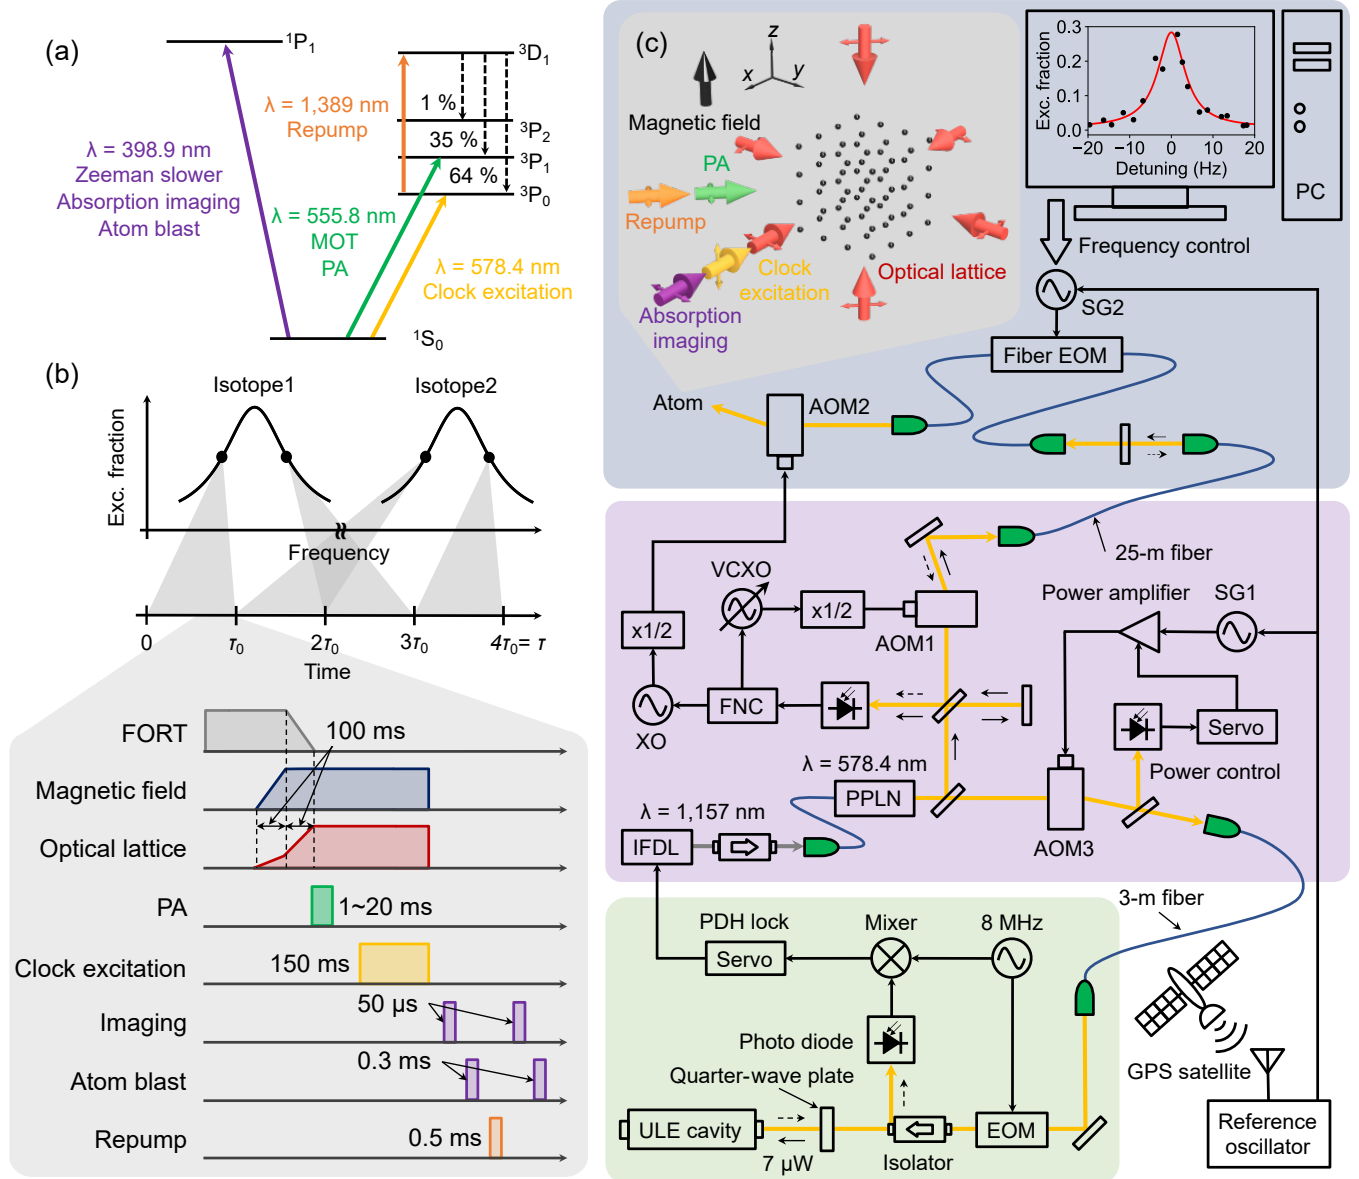 (a)
¹P₁
³D₁
λ = 1,389 nm
Repump
1 %
³P₂
35 %
³P₁
64 %
³P₀
λ = 398.9 nm
Zeeman slower
Absorption imaging
Atom blast
λ = 555.8 nm
MOT
PA
λ = 578.4 nm
Clock excitation
¹S₀
(b)
Isotope1
Isotope2
Exc. fraction
Frequency
0
τ₀
2τ₀
3τ₀
4τ₀= τ
Time
FORT
100 ms
Magnetic field
Optical lattice
PA
1~20 ms
Clock excitation
150 ms
Imaging
50 µs
Atom blast
0.3 ms
Repump
0.5 ms
(c)
z
x
y
Magnetic field
PA
Repump
Clock
excitation
Optical lattice
Absorption
imaging
Exc. fraction
0.3
0.2
0.1
0.0
−20
−10
0
10
20
Detuning (Hz)
PC
Frequency control
SG2
Fiber EOM
Atom
AOM2
25-m fiber
VCXO
x1/2
x1/2
AOM1
Power amplifier
SG1
XO
FNC
Servo
Power control
λ = 578.4 nm
PPLN
λ = 1,157 nm
IFDL
AOM3
3-m fiber
PDH lock
Mixer
8 MHz
Servo
Photo diode
Quarter-wave plate
ULE cavity
7 µW
Isolator
EOM
GPS satellite
Reference
oscillator